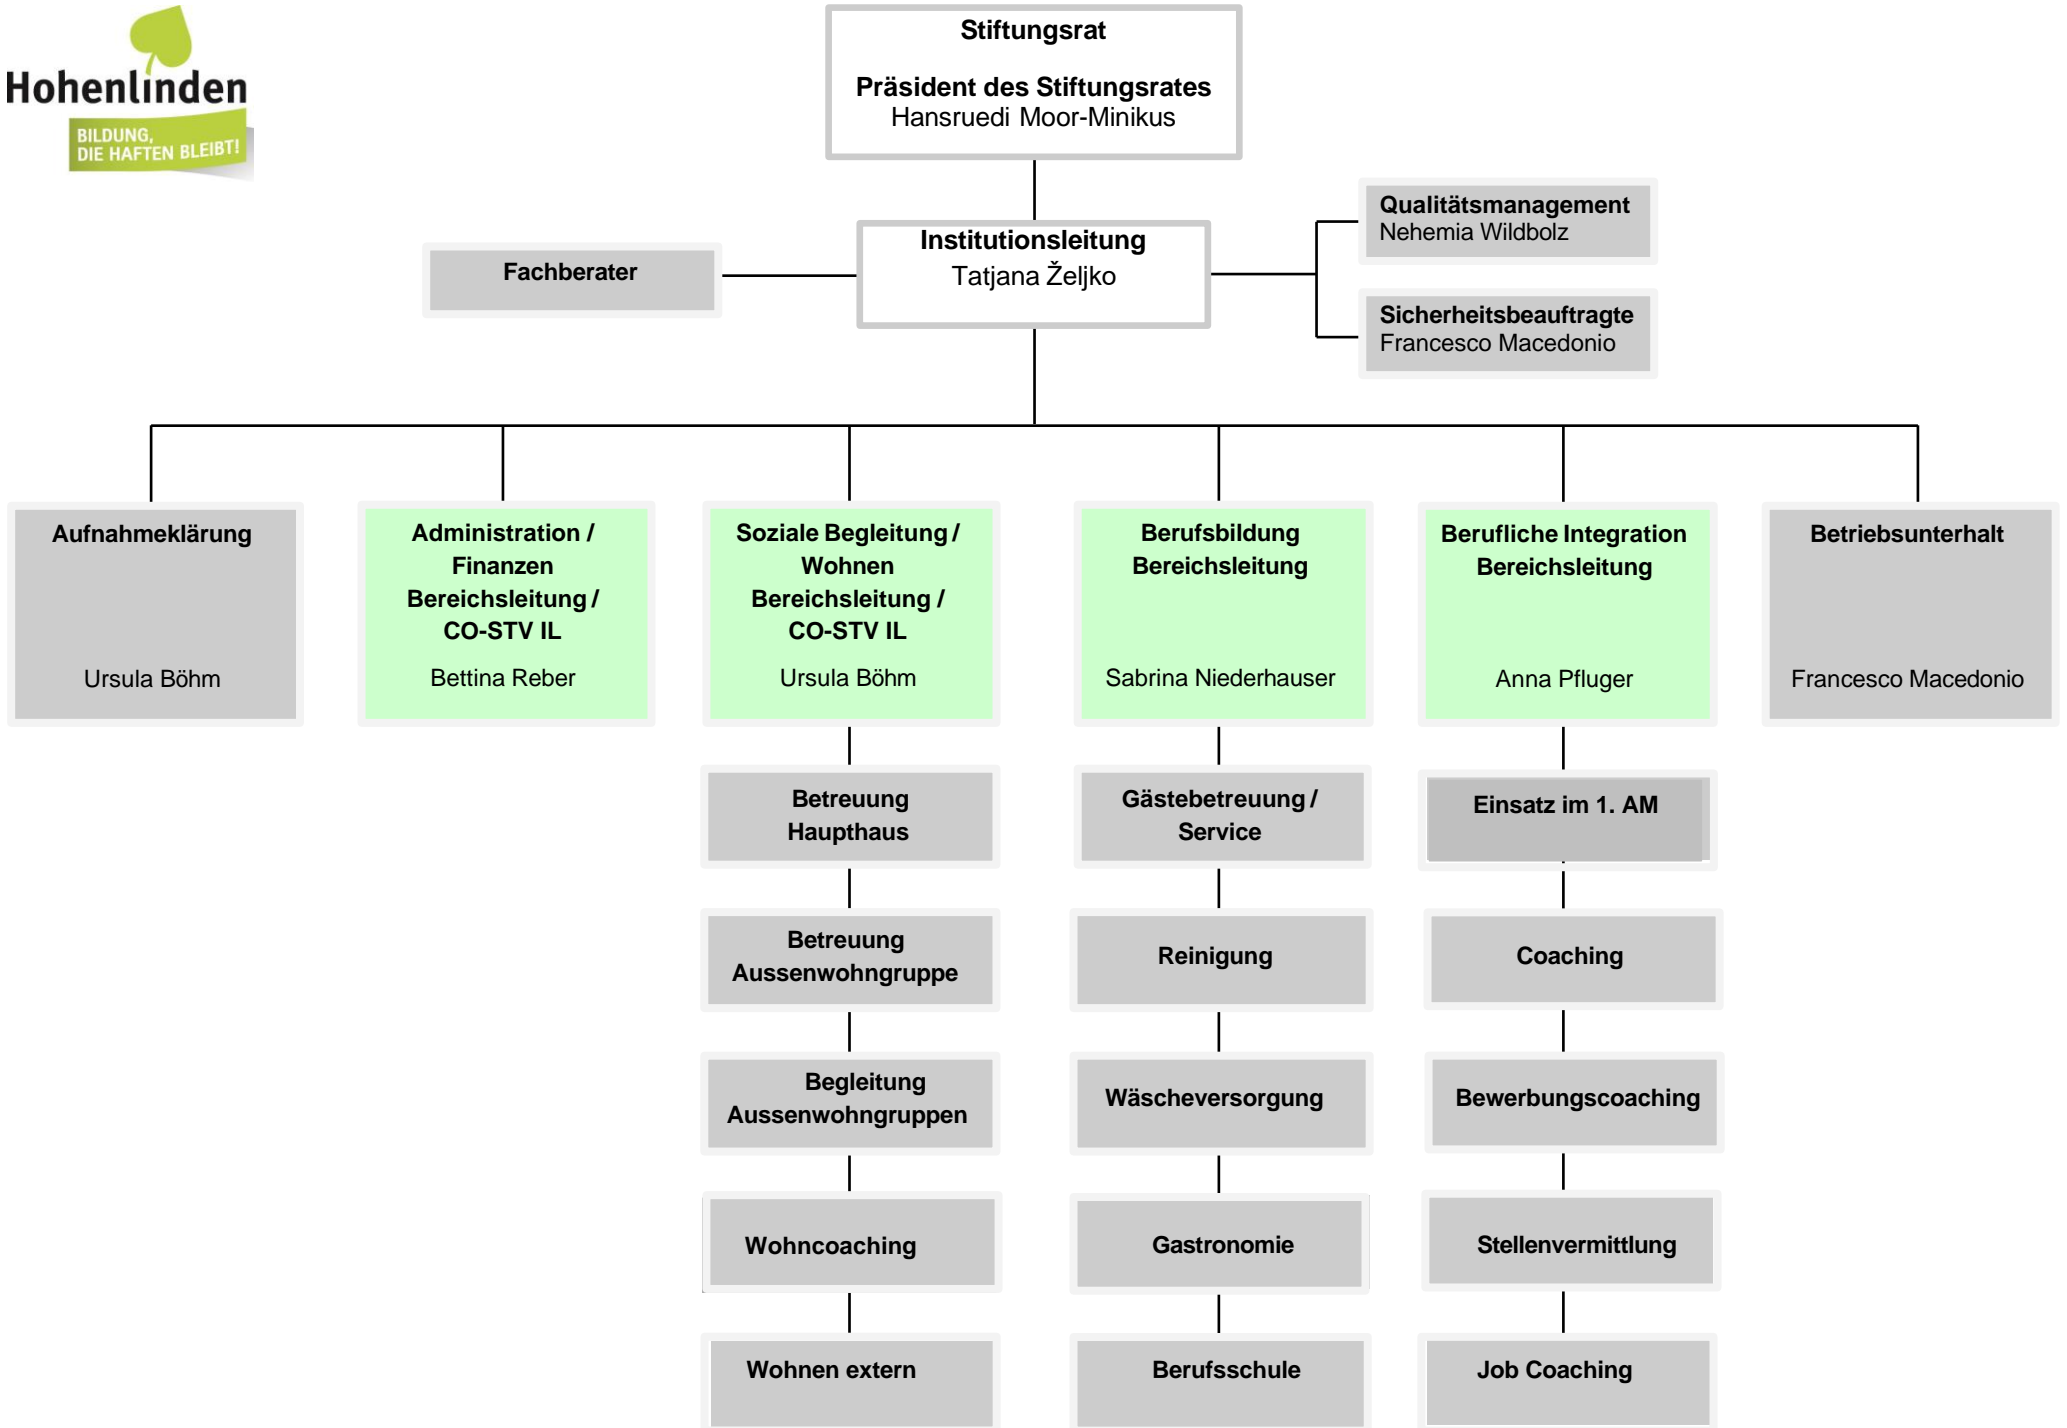 Hohenlinden
BILDUNG,
DIE HAFTEN BLEIBT!
Stiftungsrat
Präsident des Stiftungsrates
Hansruedi Moor-Minikus
Qualitätsmanagement
Nehemia Wildbolz
Institutionsleitung
Tatjana Željko
Fachberater
Sicherheitsbeauftragte
Francesco Macedonio
Aufnahmeklärung
Ursula Böhm
Administration /
Finanzen
Bereichsleitung /
CO-STV IL
Bettina Reber
Soziale Begleitung /
Wohnen
Bereichsleitung /
CO-STV IL
Ursula Böhm
Berufsbildung
Bereichsleitung
Sabrina Niederhauser
Berufliche Integration
Bereichsleitung
Anna Pfluger
Betriebsunterhalt
Francesco Macedonio
Betreuung
Haupthaus
Gästebetreuung /
Service
Einsatz im 1. AM
Betreuung
Aussenwohngruppe
Reinigung
Coaching
Begleitung
Aussenwohngruppen
Wäscheversorgung
Bewerbungscoaching
Wohncoaching
Gastronomie
Stellenvermittlung
Wohnen extern
Berufsschule
Job Coaching